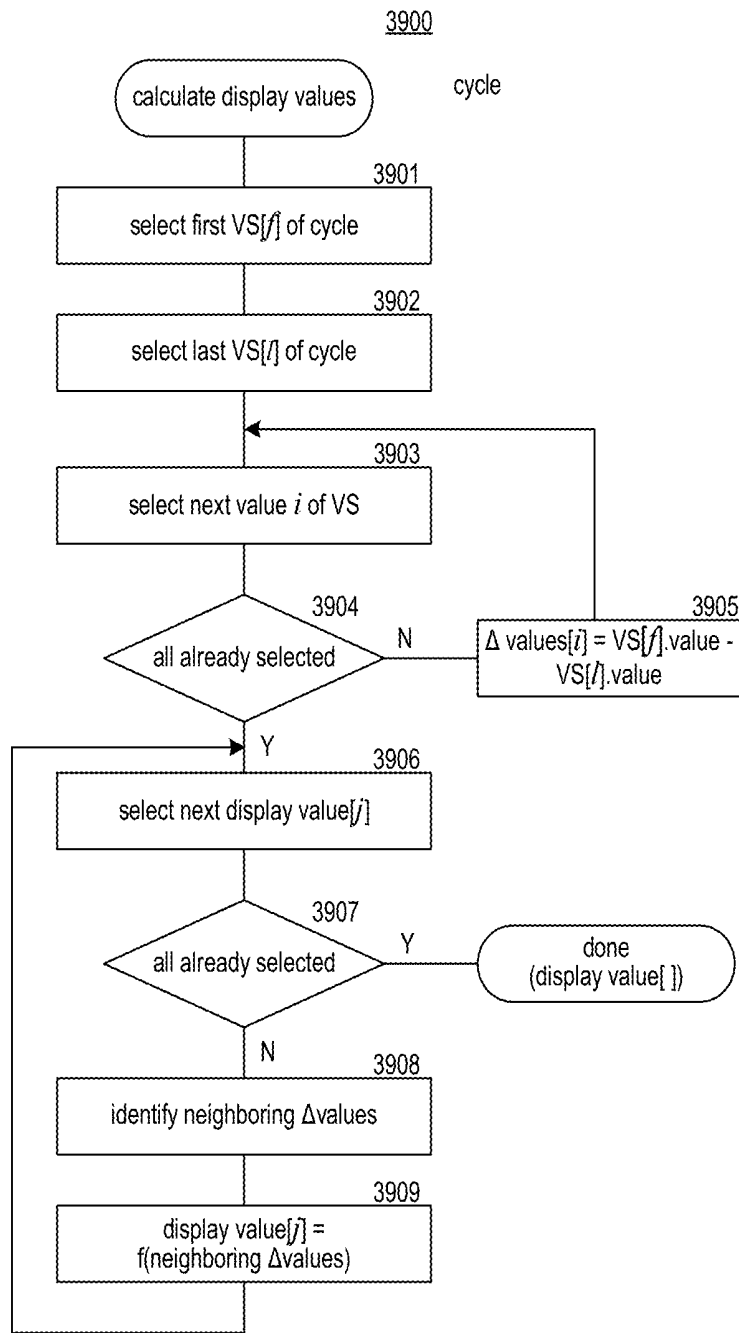 3900
calculate display values
cycle
3901
select first VS[f] of cycle
3902
select last VS[l] of cycle
3903
select next value i of VS
3904
all already selected
N
3905
Δ values[i] = VS[f].value -
VS[l].value
Y
3906
select next display value[j]
3907
all already selected
Y
done
(display value[ ])
N
3908
identify neighboring Δvalues
3909
display value[j] =
f(neighboring Δvalues)